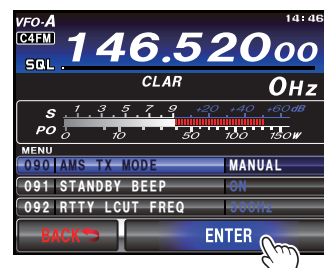 VFO-A 14:46
C4FM 146.52000
SQL
CLAR 0Hz
S 1 3 5 7 9 +20 +40 +60dB
PO 0 10 50 100 150W
MENU
090 AMS TX MODE MANUAL
091 STANDBY BEEP ON
092 RTTY LCUT FREQ
BACK ENTER